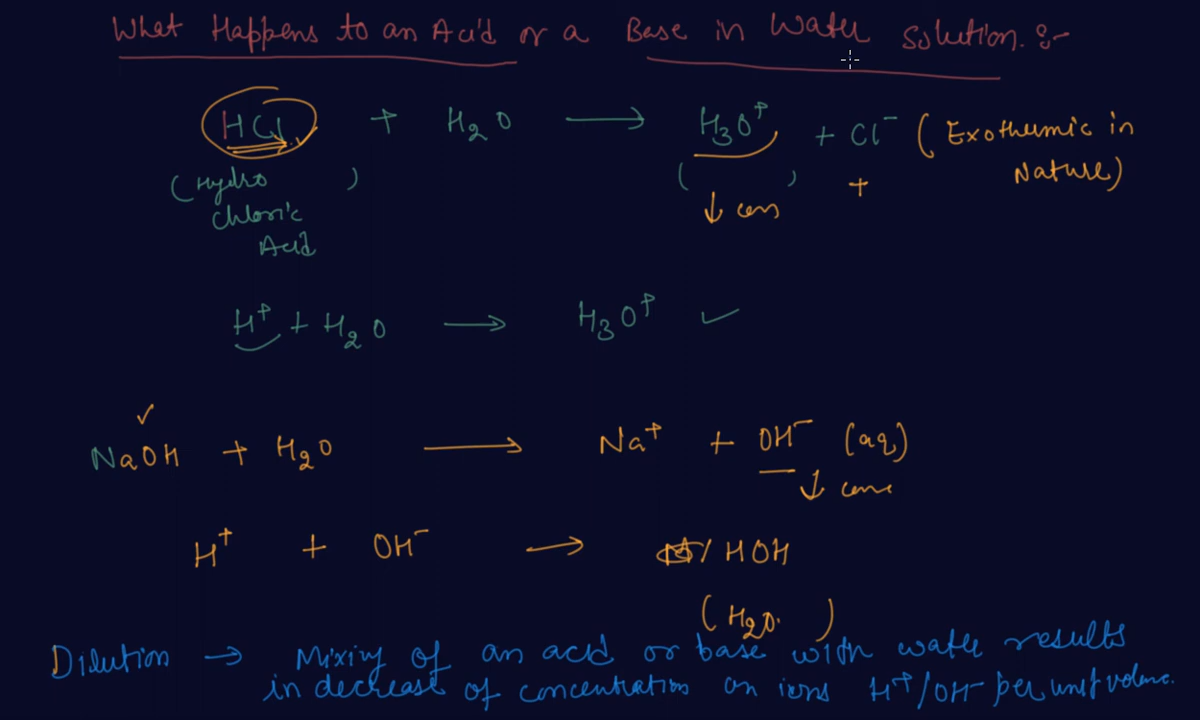 What Happens to an Acid or a Base in Water Solution :-
HCl + H2O → H3O+ + Cl- (Exothermic in Nature)
(Hydro Chloric Acid) ( ) ↓ +
H+ + H2O → H3O+ ✓
✓
NaOH + H2O → Na+ + OH- (aq)
↓ conc
H+ + OH- → / HOH
(H2O.)
Dilution → Mixing of an acid or base with water results
in decrease of concentration on ions H+/OH- per unit volume.